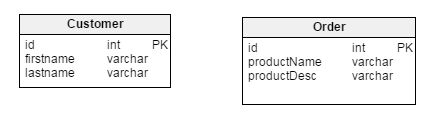 Customer
id int PK
firstname varchar
lastname varchar
Order
id int PK
productName varchar
productDesc varchar